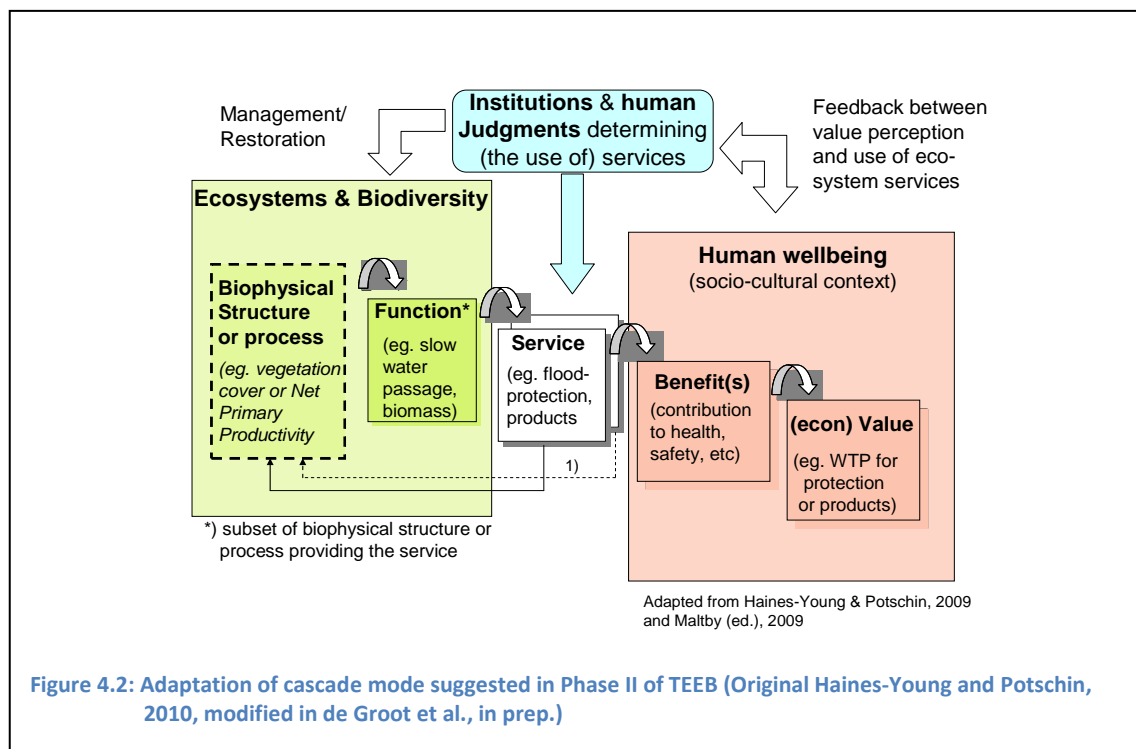 Management/
Restoration
Institutions & human
Judgments determining
(the use of) services
Feedback between
value perception
and use of eco-
system services
Ecosystems & Biodiversity
Biophysical
Structure
or process
(eg. vegetation
cover or Net
Primary
Productivity
Function*
(eg. slow
water
passage,
biomass)
Service
(eg. flood-
protection,
products
1)
Human wellbeing
(socio-cultural context)
Benefit(s)
(contribution
to health,
safety, etc)
(econ) Value
(eg. WTP for
protection
or products)
*) subset of biophysical structure or
process providing the service
Adapted from Haines-Young & Potschin, 2009
and Maltby (ed.), 2009
Figure 4.2: Adaptation of cascade mode suggested in Phase II of TEEB (Original Haines-Young and Potschin,
2010, modified in de Groot et al., in prep.)